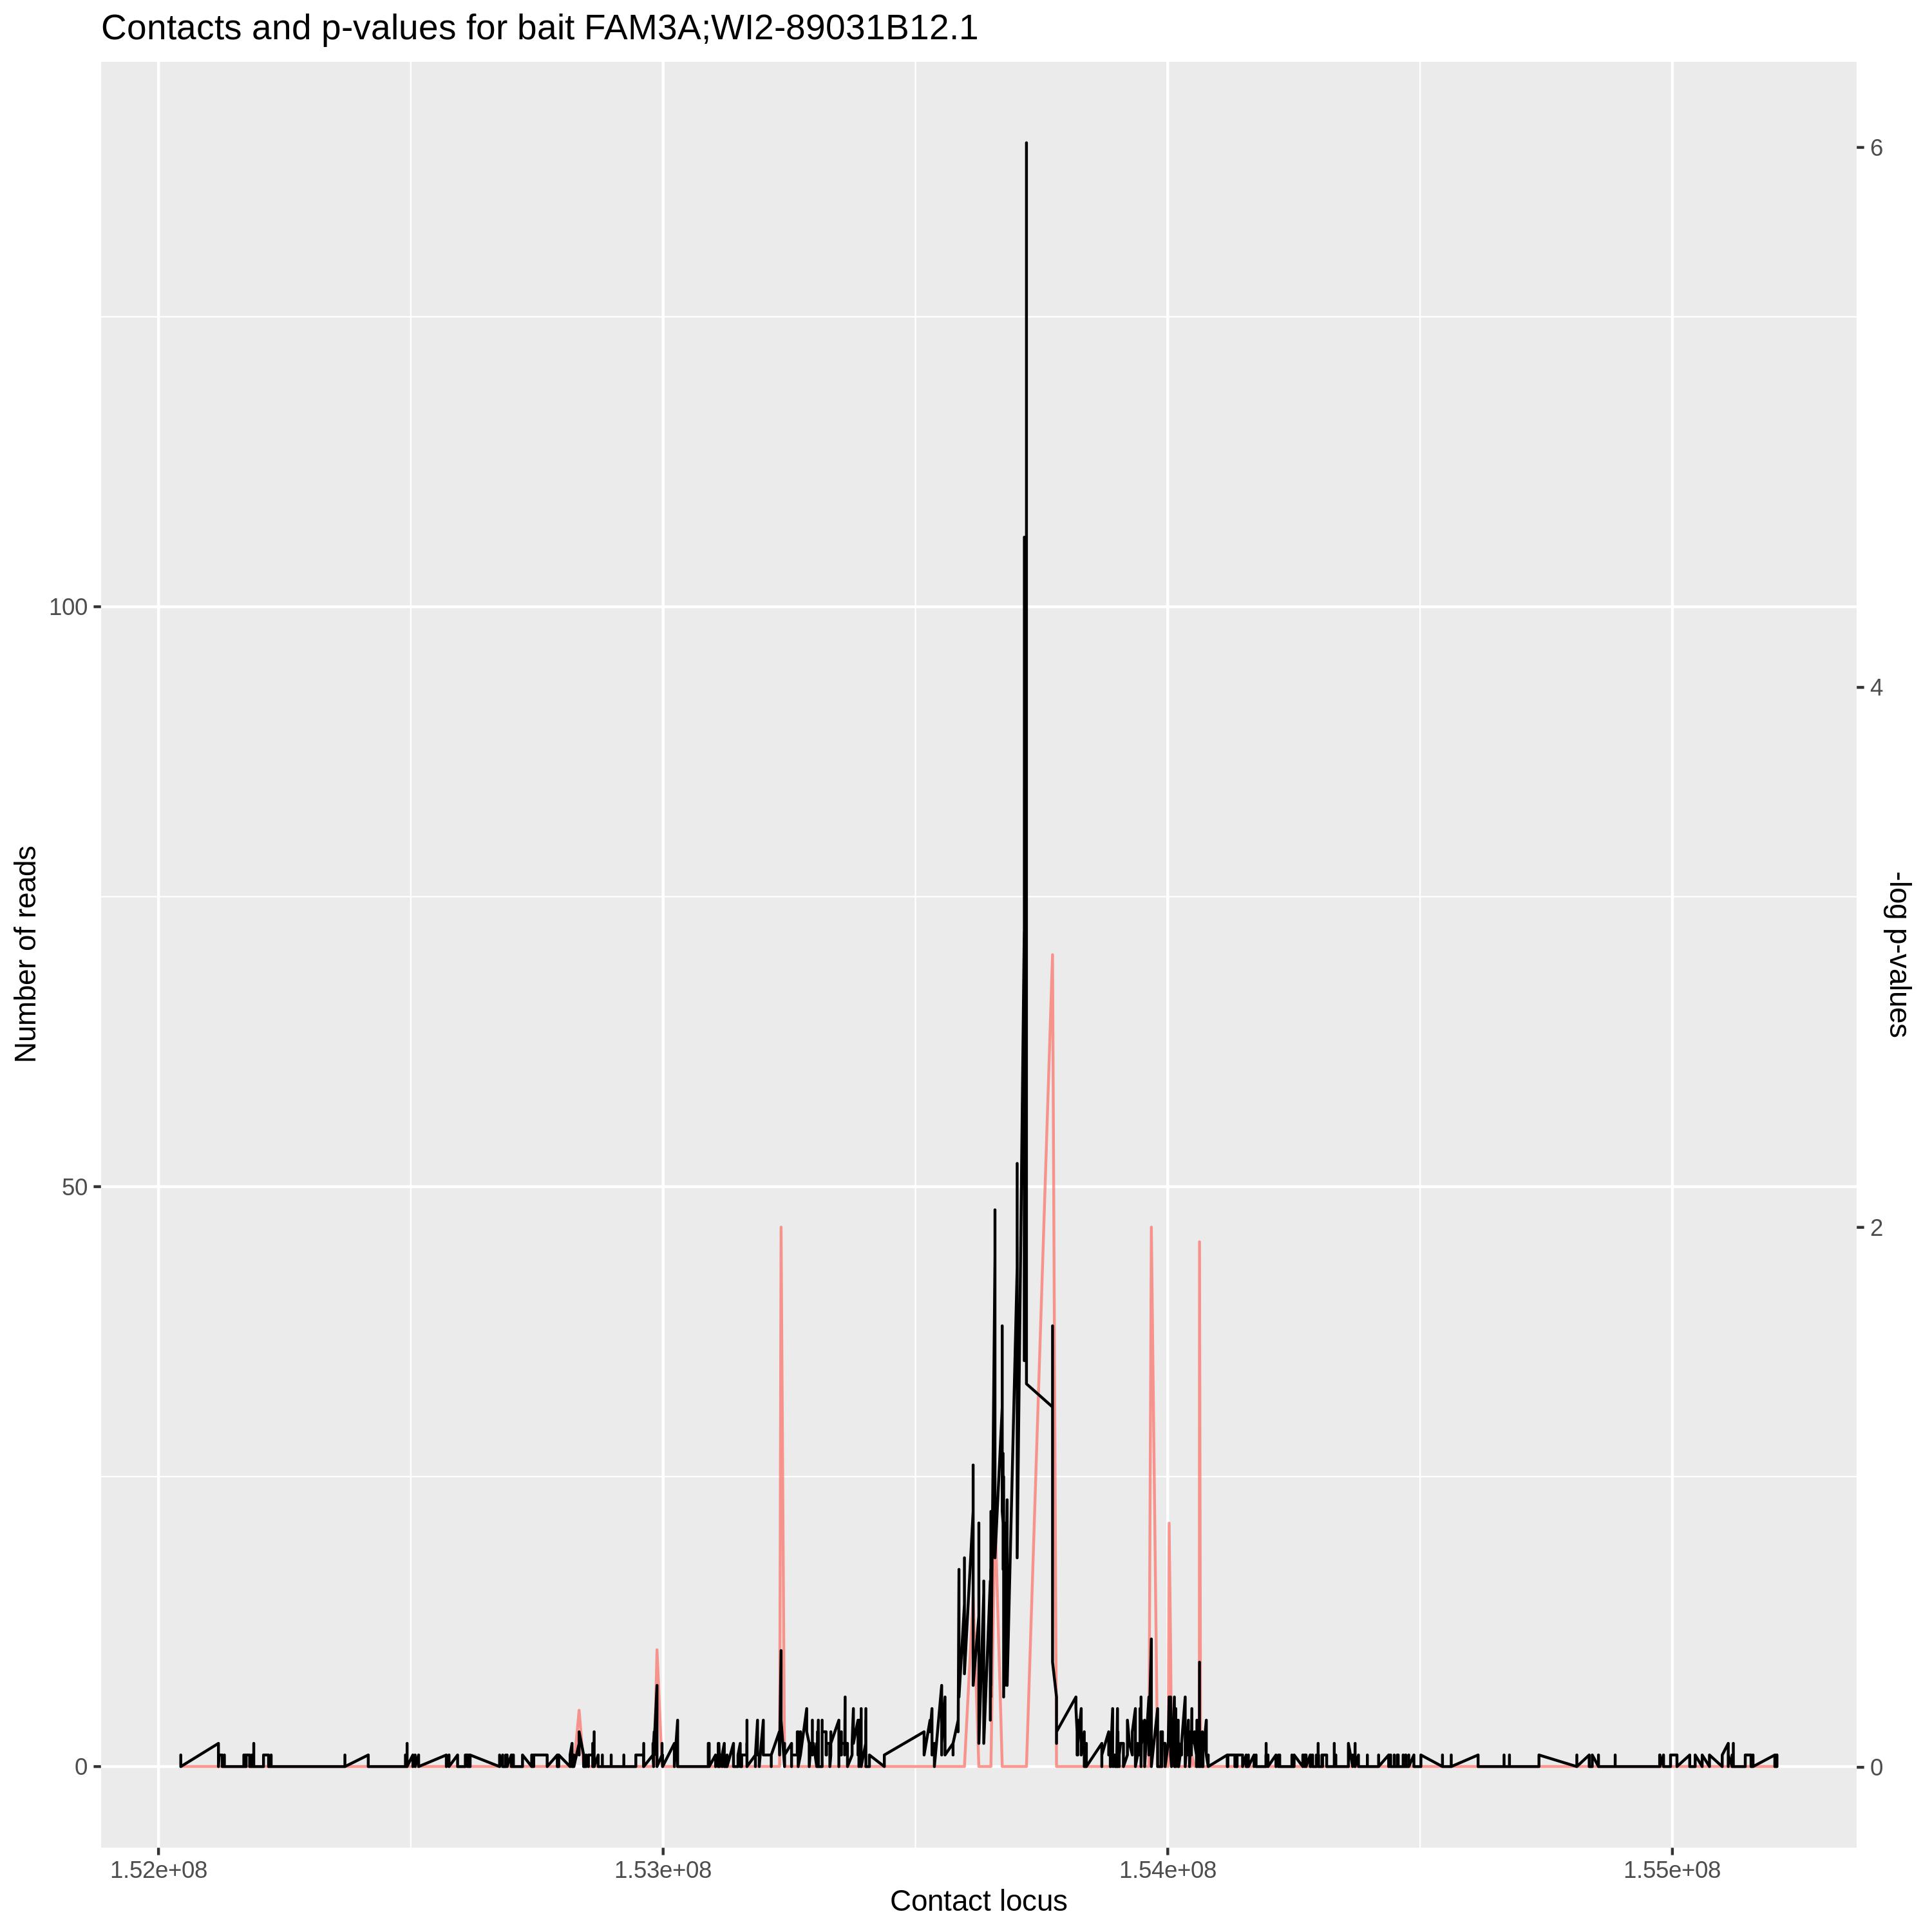 Contacts and p-values for bait FAM3A;WI2-89031B12.1
Number of reads
100
50
0
6
4
2
0
-log p-values
1.52e+08 1.53e+08 1.54e+08 1.55e+08
Contact locus